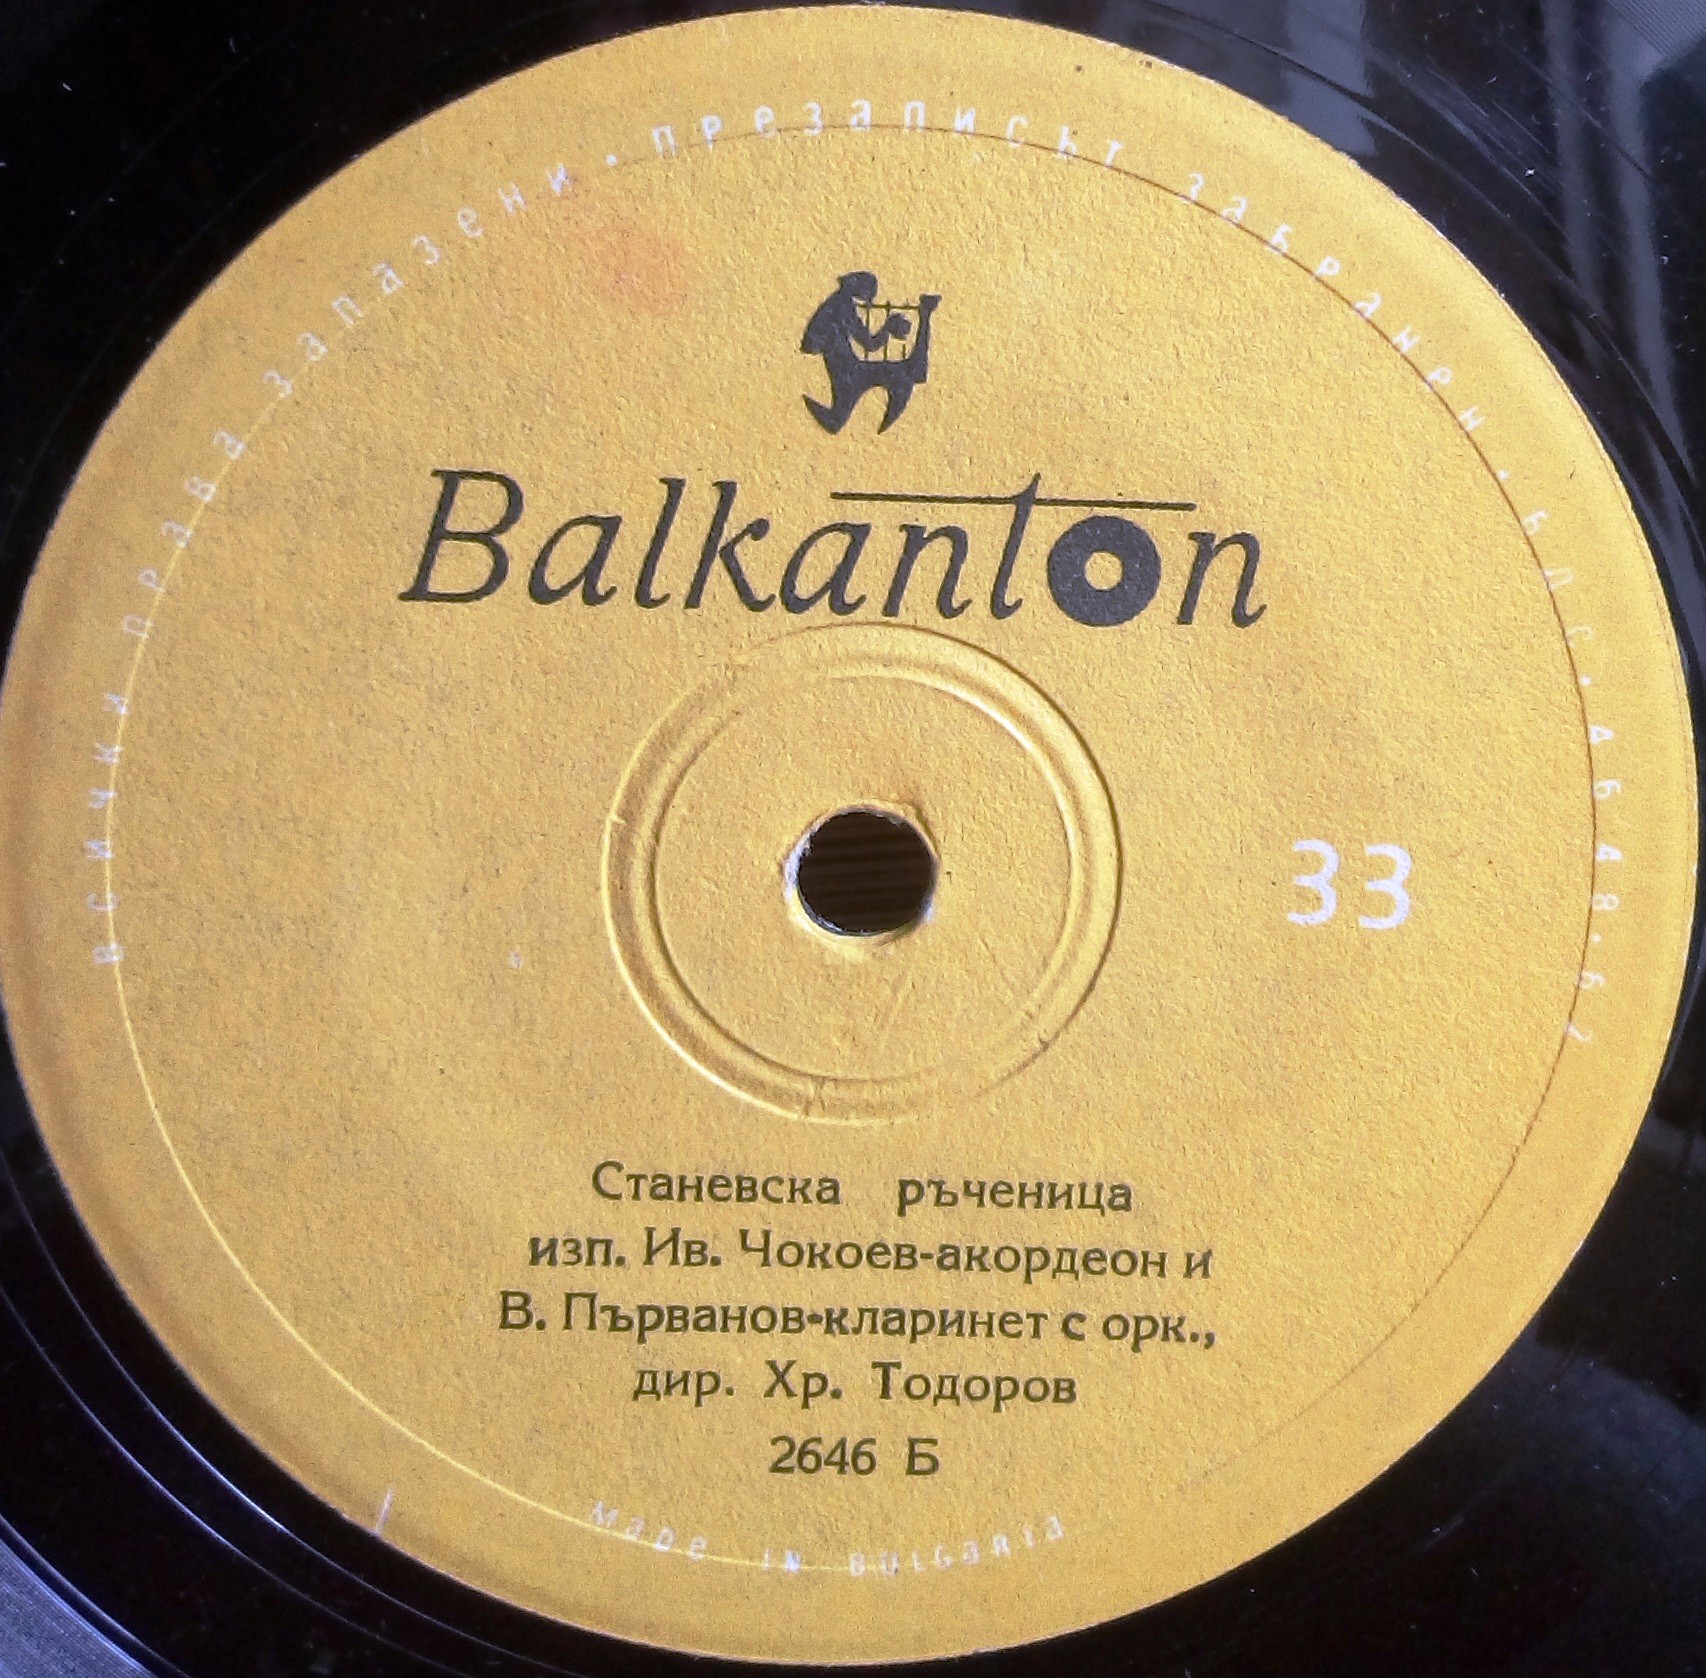 всички права запазени · презаписът забранен · бдс · 4648·62
Balkanton
33
Станевска ръченица
изп. Ив. Чокоев-акордеон и
В. Първанов-кларинет с орк.,
дир. Хр. Тодоров
2646 Б
made in bulgaria